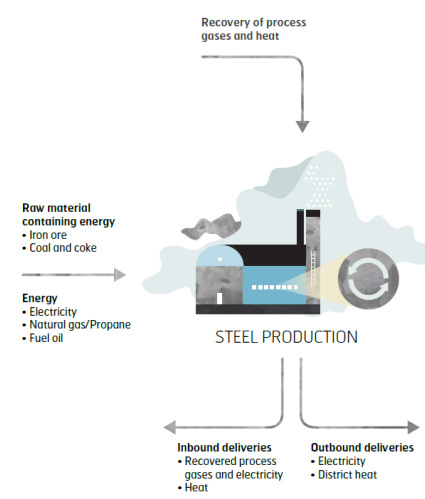 Recovery of process
gases and heat
Raw material
containing energy
• Iron ore
• Coal and coke
Energy
• Electricity
• Natural gas/Propane
• Fuel oil
STEEL PRODUCTION
Inbound deliveries
• Recovered process
gases and electricity
• Heat
Outbound deliveries
• Electricity
• District heat